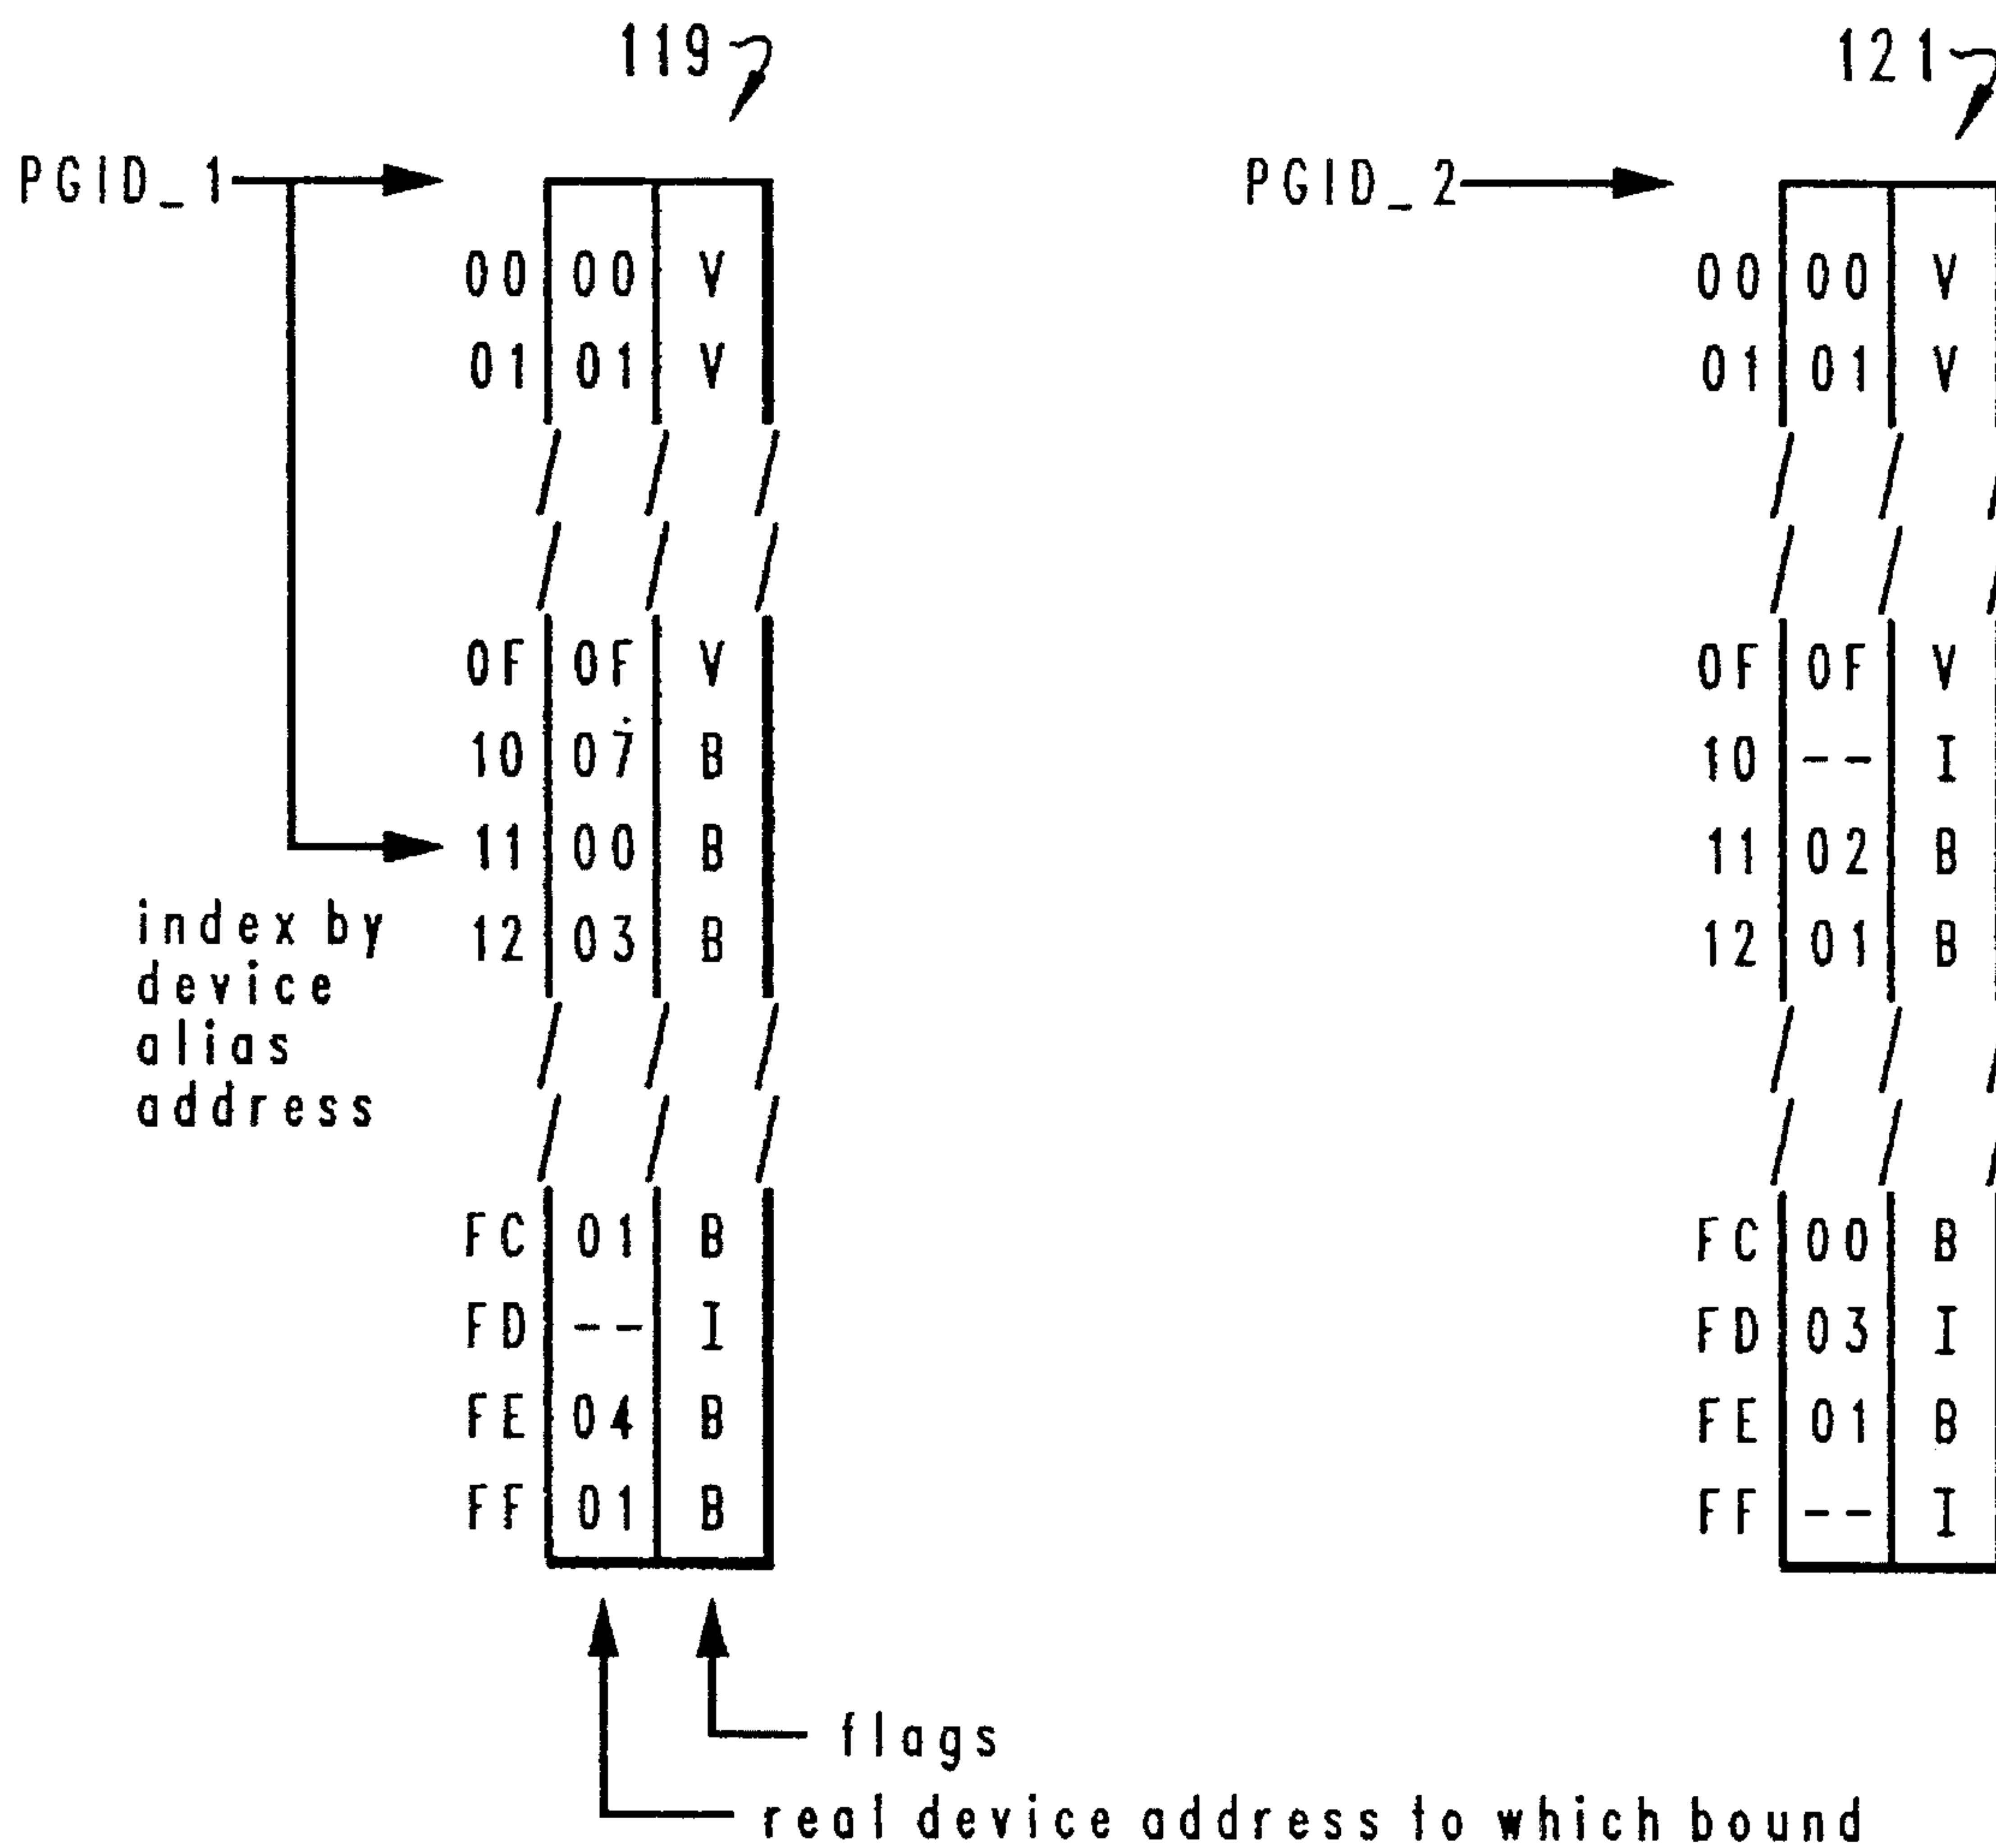 119 121
PGID_1 PGID_2
00 00 V 00 00 V
01 01 V 01 01 V
0F 0F V 0F 0F V
10 07 B 10 -- I
11 00 B 11 02 B
12 03 B 12 01 B
index by
device
alias
address
FC 01 B FC 00 B
FD -- I FD 03 I
FE 04 B FE 01 B
FF 01 B FF -- I
flags
real device address to which bound